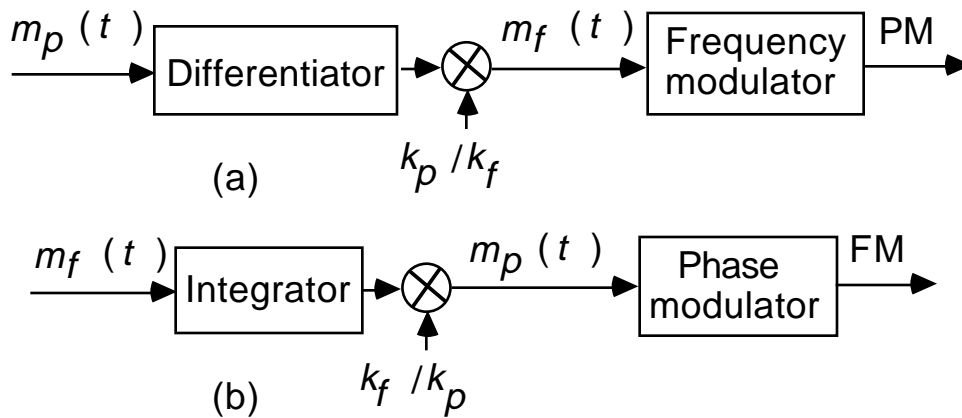 m_p (t)
Differentiator
m_f (t)
Frequency
modulator
PM
k_p / k_f
(a)
m_f (t)
Integrator
m_p (t)
Phase
modulator
FM
k_f / k_p
(b)